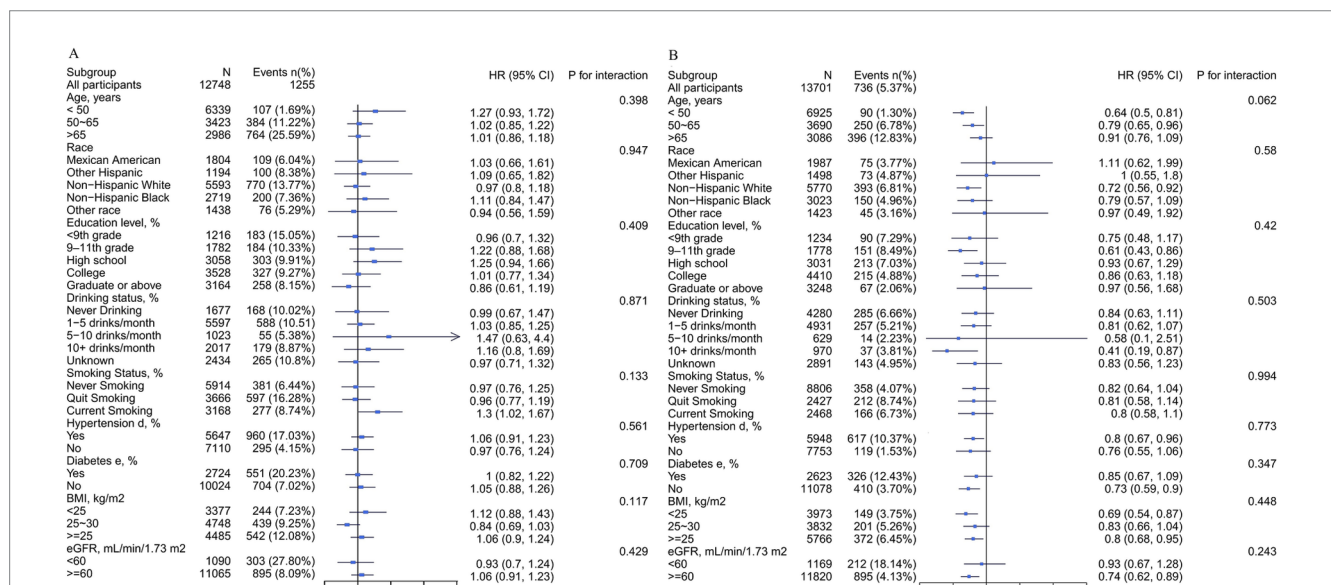 A
Subgroup N Events n(%) HR (95% CI) P for interaction
All participants 12748 1255
Age, years 0.398
< 50 6339 107 (1.69%) 1.27 (0.93, 1.72)
50~65 3423 384 (11.22%) 1.02 (0.85, 1.22)
>65 2986 764 (25.59%) 1.01 (0.86, 1.18)
Race 0.947
Mexican American 1804 109 (6.04%) 1.03 (0.66, 1.61)
Other Hispanic 1194 100 (8.38%) 1.09 (0.65, 1.82)
Non-Hispanic White 5593 770 (13.77%) 0.97 (0.8, 1.18)
Non-Hispanic Black 2719 200 (7.36%) 1.11 (0.84, 1.47)
Other race 1438 76 (5.29%) 0.94 (0.56, 1.59)
Education level, % 0.409
<9th grade 1216 183 (15.05%) 0.96 (0.7, 1.32)
9–11th grade 1782 184 (10.33%) 1.22 (0.88, 1.68)
High school 3058 303 (9.91%) 1.25 (0.94, 1.66)
College 3528 327 (9.27%) 1.01 (0.77, 1.34)
Graduate or above 3164 258 (8.15%) 0.86 (0.61, 1.19)
Drinking status, % 0.871
Never Drinking 1677 168 (10.02%) 0.99 (0.67, 1.47)
1–5 drinks/month 5597 588 (10.51) 1.03 (0.85, 1.25)
5-10 drinks/month 1023 55 (5.38%) 1.47 (0.63, 4.4)
10+ drinks/month 2017 179 (8.87%) 1.16 (0.8, 1.69)
Unknown 2434 265 (10.8%) 0.97 (0.71, 1.32)
Smoking Status, % 0.133
Never Smoking 5914 381 (6.44%) 0.97 (0.76, 1.25)
Quit Smoking 3666 597 (16.28%) 0.96 (0.77, 1.19)
Current Smoking 3168 277 (8.74%) 1.3 (1.02, 1.67)
Hypertension d, % 0.561
Yes 5647 960 (17.03%) 1.06 (0.91, 1.23)
No 7110 295 (4.15%) 0.97 (0.76, 1.24)
Diabetes e, % 0.709
Yes 2724 551 (20.23%) 1 (0.82, 1.22)
No 10024 704 (7.02%) 1.05 (0.88, 1.26)
BMI, kg/m2 0.117
<25 3377 244 (7.23%) 1.12 (0.88, 1.43)
25~30 4748 439 (9.25%) 0.84 (0.69, 1.03)
>=25 4485 542 (12.08%) 1.06 (0.9, 1.24)
eGFR, mL/min/1.73 m2 0.429
<60 1090 303 (27.80%) 0.93 (0.7, 1.24)
>=60 11065 895 (8.09%) 1.06 (0.91, 1.23)
B
Subgroup N Events n(%) HR (95% CI) P for interaction
All participants 13701 736 (5.37%)
Age, years 0.062
< 50 6925 90 (1.30%) 0.64 (0.5, 0.81)
50~65 3690 250 (6.78%) 0.79 (0.65, 0.96)
>65 3086 396 (12.83%) 0.91 (0.76, 1.09)
Race 0.58
Mexican American 1987 75 (3.77%) 1.11 (0.62, 1.99)
Other Hispanic 1498 73 (4.87%) 1 (0.55, 1.8)
Non-Hispanic White 5770 393 (6.81%) 0.72 (0.56, 0.92)
Non-Hispanic Black 3023 150 (4.96%) 0.79 (0.57, 1.09)
Other race 1423 45 (3.16%) 0.97 (0.49, 1.92)
Education level, % 0.42
<9th grade 1234 90 (7.29%) 0.75 (0.48, 1.17)
9–11th grade 1778 151 (8.49%) 0.61 (0.43, 0.86)
High school 3031 213 (7.03%) 0.93 (0.67, 1.29)
College 4410 215 (4.88%) 0.86 (0.63, 1.18)
Graduate or above 3248 67 (2.06%) 0.97 (0.56, 1.68)
Drinking status, % 0.503
Never Drinking 4280 285 (6.66%) 0.84 (0.63, 1.11)
1–5 drinks/month 4931 257 (5.21%) 0.81 (0.62, 1.07)
5-10 drinks/month 629 14 (2.23%) 0.58 (0.1, 2.51)
10+ drinks/month 970 37 (3.81%) 0.41 (0.19, 0.87)
Unknown 2891 143 (4.95%) 0.83 (0.56, 1.23)
Smoking Status, % 0.994
Never Smoking 8806 358 (4.07%) 0.82 (0.64, 1.04)
Quit Smoking 2427 212 (8.74%) 0.81 (0.58, 1.14)
Current Smoking 2468 166 (6.73%) 0.8 (0.58, 1.1)
Hypertension d, % 0.773
Yes 5948 617 (10.37%) 0.8 (0.67, 0.96)
No 7753 119 (1.53%) 0.76 (0.55, 1.06)
Diabetes e, % 0.347
Yes 2623 326 (12.43%) 0.85 (0.67, 1.09)
No 11078 410 (3.70%) 0.73 (0.59, 0.9)
BMI, kg/m2 0.448
<25 3973 149 (3.75%) 0.69 (0.54, 0.87)
25~30 3832 201 (5.26%) 0.83 (0.66, 1.04)
>=25 5766 372 (6.45%) 0.8 (0.68, 0.95)
eGFR, mL/min/1.73 m2 0.243
<60 1169 212 (18.14%) 0.93 (0.67, 1.28)
>=60 11820 895 (4.13%) 0.74 (0.62, 0.89)